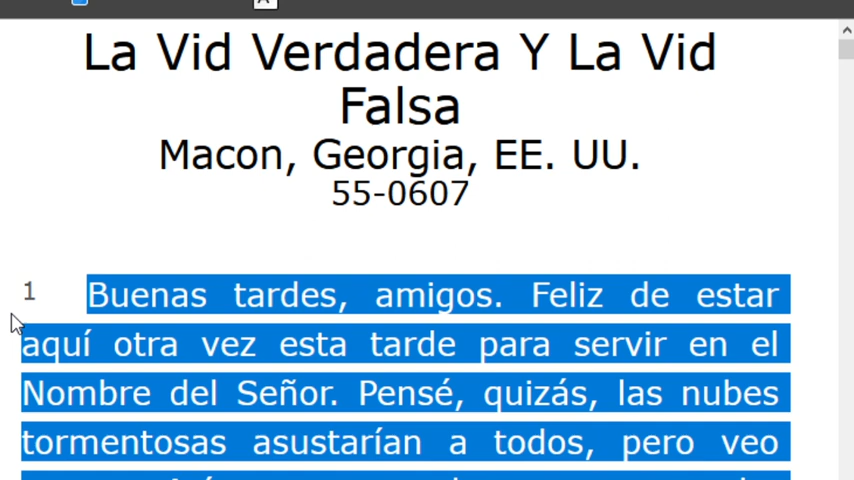 La Vid Verdadera Y La Vid
Falsa
Macon, Georgia, EE. UU.
55-0607
1 Buenas tardes, amigos. Feliz de estar
aquí otra vez esta tarde para servir en el
Nombre del Señor. Pensé, quizás, las nubes
tormentosas asustarían a todos, pero veo